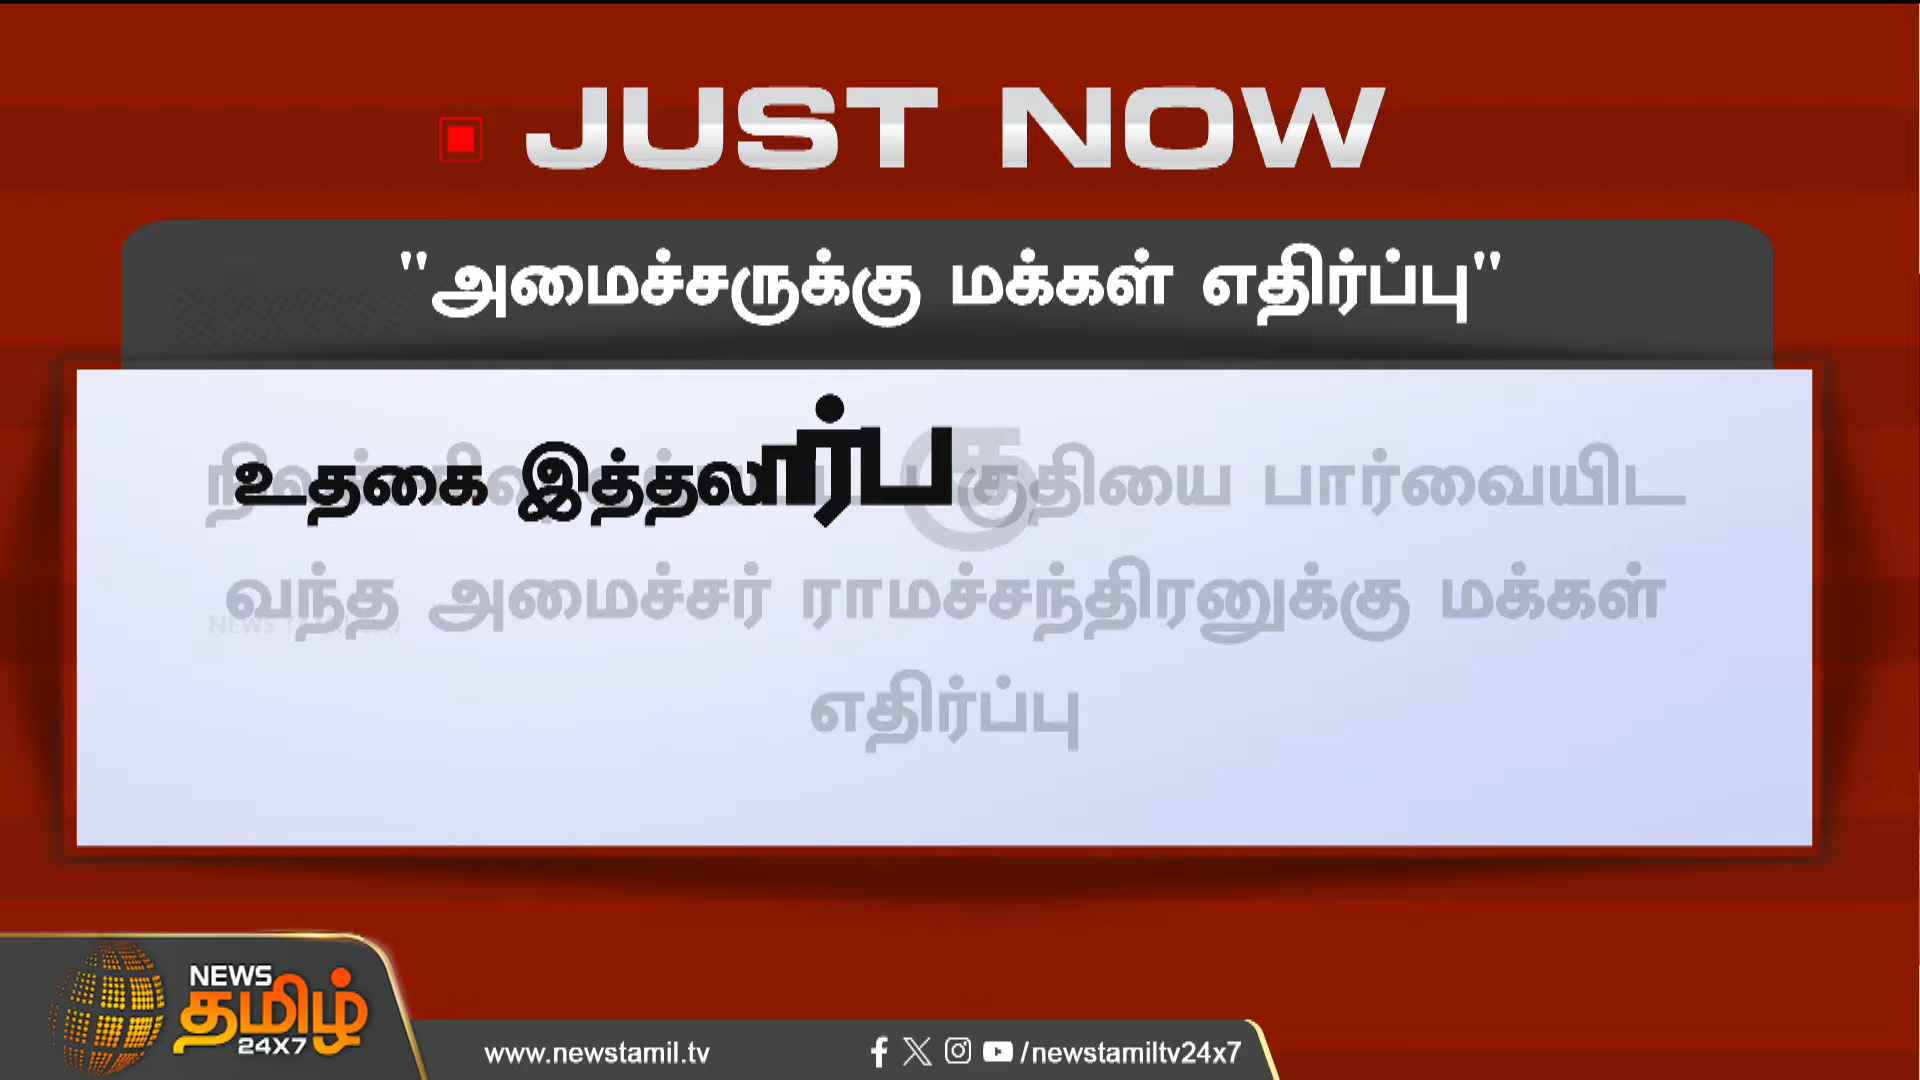 JUST NOW
"அமைச்சருக்கு மக்கள் எதிர்ப்பு"
உதகை இத்தலார் ப
பகுதியை பார்வையிட
வந்த அமைச்சர் ராமச்சந்திரனுக்கு மக்கள்
எதிர்ப்பு
NEWS
தமிழ்
24X7
www.newstamil.tv
/newstamiltv24x7